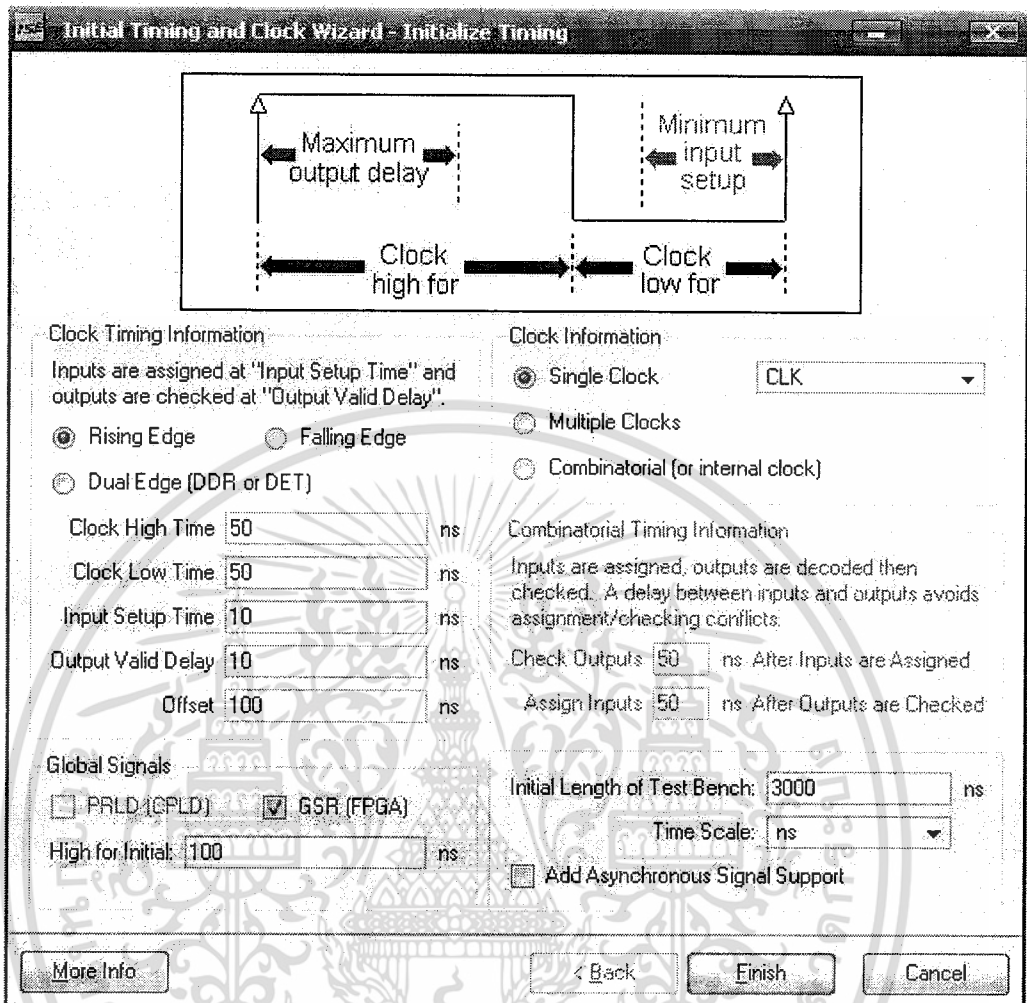 Initial Timing and Clock Wizard - Initialize Timing
Maximum output delay
Minimum input setup
Clock high for
Clock low for
Clock Timing Information
Inputs are assigned at "Input Setup Time" and
outputs are checked at "Output Valid Delay".
Rising Edge
Falling Edge
Dual Edge (DDR or DET)
Clock High Time 50 ns
Clock Low Time 50 ns
Input Setup Time 10 ns
Output Valid Delay 10 ns
Offset 100 ns
Global Signals
PRLD (CPLD)
GSR (FPGA)
High for Initial: 100 ns
Clock Information
Single Clock CLK
Multiple Clocks
Combinatorial (or internal clock)
Combinatorial Timing Information
Inputs are assigned, outputs are decoded then
checked. A delay between inputs and outputs avoids
assignment/checking conflicts.
Check Outputs 50 ns After Inputs are Assigned
Assign Inputs 50 ns After Outputs are Checked
Initial Length of Test Bench: 3000 ns
Time Scale: ns
Add Asynchronous Signal Support
More Info
< Back
Finish
Cancel